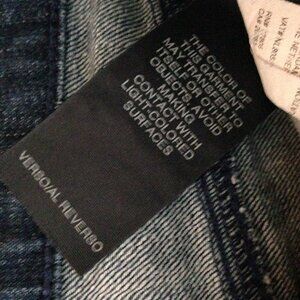 THE COLOR OF
THIS GARMENT
MAY TRANSFER TO
ITSELF OR OTHER
OBJECTS. AVOID
MAKING
CONTACT WITH
LIGHT-COLORED
SURFACES
VERSO/AL REVERSO